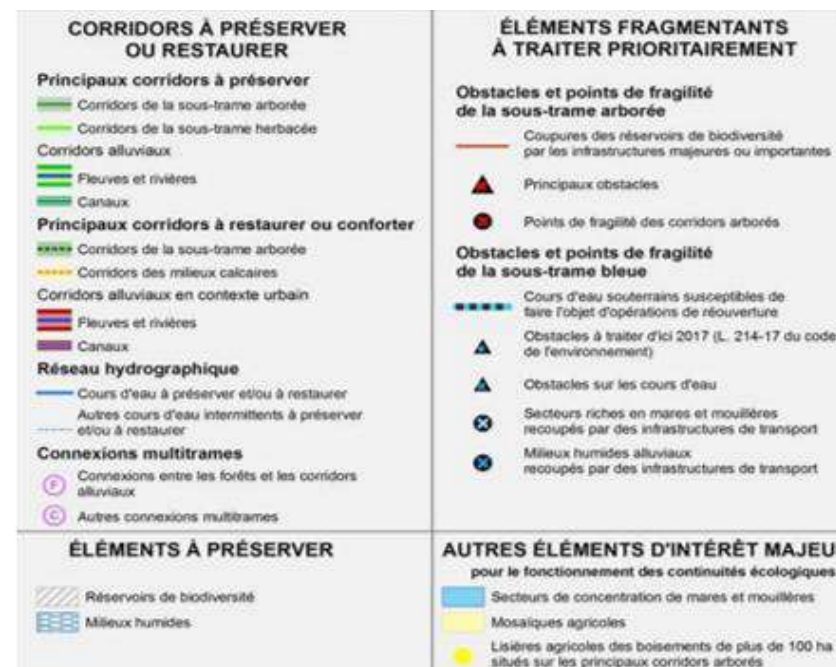 CORRIDORS À PRÉSERVER
OU RESTAURER
Principaux corridors à préserver
Corridors de la sous-trame arborée
Corridors de la sous-trame herbacée
Corridors alluviaux
Fleuves et rivières
Canaux
Principaux corridors à restaurer ou conforter
Corridors de la sous-trame arborée
Corridors des milieux calcaires
Corridors alluviaux en contexte urbain
Fleuves et rivières
Canaux
Réseau hydrographique
Cours d'eau à préserver et/ou à restaurer
Autres cours d'eau intermittents à préserver
et/ou à restaurer
Connexions multitrames
F Connexions entre les forêts et les corridors
alluviaux
C Autres connexions multitrames
ÉLÉMENTS FRAGMENTANTS
À TRAITER PRIORITAIREMENT
Obstacles et points de fragilité
de la sous-trame arborée
Coupures des réservoirs de biodiversité
par les infrastructures majeures ou importantes
Principaux obstacles
Points de fragilité des corridors arborés
Obstacles et points de fragilité
de la sous-trame bleue
Cours d'eau souterrains susceptibles de
faire l'objet d'opérations de réouverture
Obstacles à traiter d'ici 2017 (L. 214-17 du code
de l'environnement)
Obstacles sur les cours d'eau
Secteurs riches en mares et mouillères
recoupés par des infrastructures de transport
Milieux humides alluviaux
recoupés par des infrastructures de transport
ÉLÉMENTS À PRÉSERVER
Réservoirs de biodiversité
Milieux humides
AUTRES ÉLÉMENTS D'INTÉRÊT MAJEU
pour le fonctionnement des continuités écologiques
Secteurs de concentration de mares et mouillères
Mosaïques agricoles
Lisières agricoles des boisements de plus de 100 ha
situés sur les principaux corridors arborés